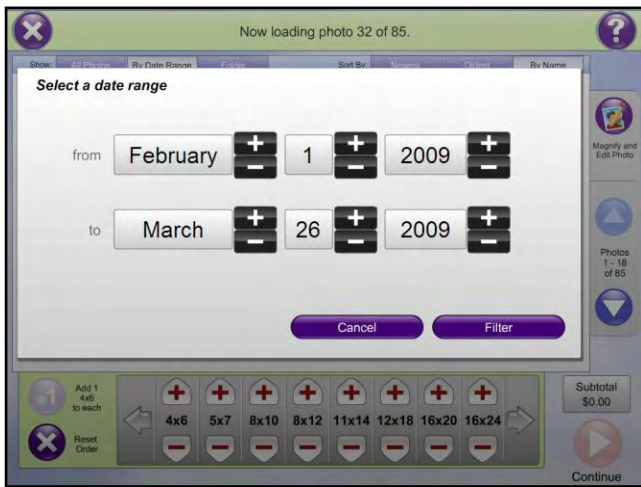 Now loading photo 32 of 85.
?
Show: All Photos By Date Range Folder Sort By: Newest Oldest By Name
Select a date range
from February + − 1 + − 2009 + −
to March + − 26 + − 2009 + −
Cancel Filter
Magnify and
Edit Photo
Photos
1 - 18
of 85
1
Add 1
4x6
to each
Reset
Order
4x6 5x7 8x10 8x12 11x14 12x18 16x20 16x24
Subtotal
$0.00
Continue